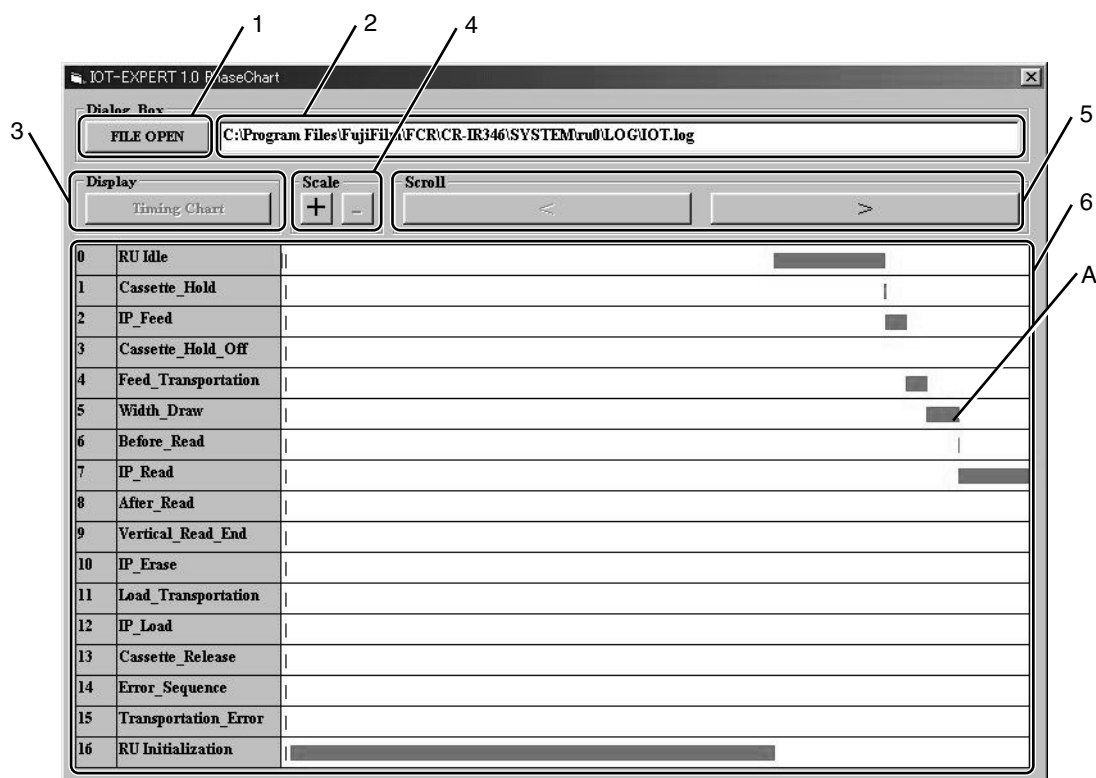 1 2 4
IOT-EXPERT 1.0 PhaseChart
Dialog Box
3 FILE OPEN C:\Program Files\FujiFilm\FCR\CR-IR346\SYSTEM\ru0\LOG\IOT.log 5
Display Scale Scroll
Timing Chart + - < >
6
0 RU Idle
A
1 Cassette_Hold
2 IP_Feed
3 Cassette_Hold_Off
4 Feed_Transportation
5 Width_Draw
6 Before_Read
7 IP_Read
8 After_Read
9 Vertical_Read_End
10 IP_Erase
11 Load_Transportation
12 IP_Load
13 Cassette_Release
14 Error_Sequence
15 Transportation_Error
16 RU Initialization